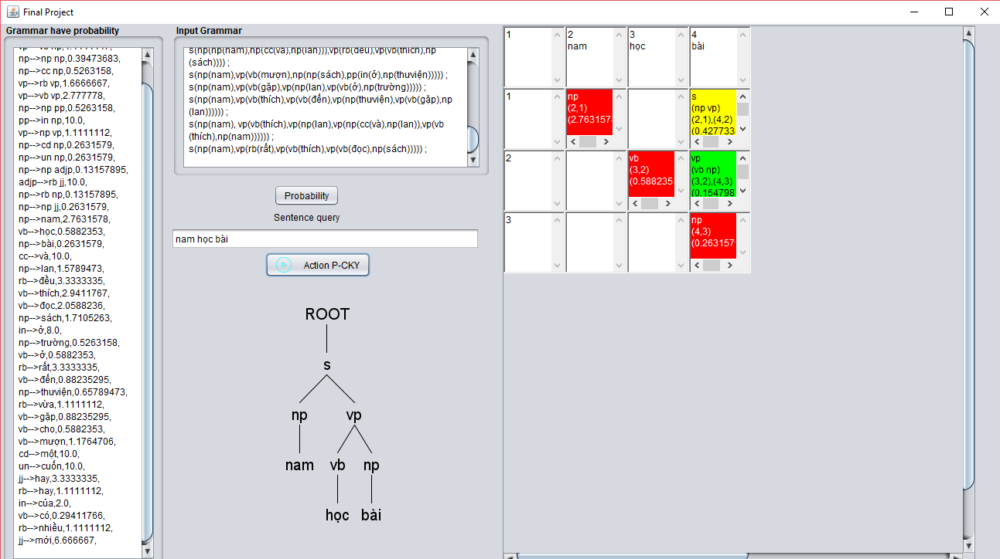 Final Project
Grammar have probability
np-->np np,0.39473683,
np-->cc np,0.5263158,
vp-->rb vp,1.6666667,
vp-->vb vp,2.777778,
np-->np pp,0.5263158,
pp-->in np,10.0,
vp-->np vp,1.1111112,
np-->cd np,0.2631579,
np-->un np,0.2631579,
np-->np adjp,0.13157895,
adjp-->rb jj,10.0,
np-->rb np,0.13157895,
np-->np jj,0.2631579,
np-->nam,2.7631578,
vb-->học,0.5882353,
np-->bài,0.2631579,
cc-->và,10.0,
np-->lan,1.5789473,
rb-->đều,3.3333335,
vb-->thích,2.9411767,
vb-->đọc,2.0588236,
np-->sách,1.7105263,
in-->ở,8.0,
np-->trường,0.5263158,
vb-->ở,0.5882353,
rb-->rất,3.3333335,
vb-->đến,0.88235295,
np-->thưviện,0.65789473,
rb-->vừa,1.1111112,
vb-->gặp,0.88235295,
vb-->cho,0.5882353,
vb-->mượn,1.1764706,
cd-->một,10.0,
un-->cuốn,10.0,
jj-->hay,3.3333335,
rb-->hay,1.1111112,
in-->của,2.0,
vb-->có,0.29411766,
rb-->nhiều,1.1111112,
jj-->mới,6.666667,
Input Grammar
s(np(np(nam),np(cc(và),np(lan))),vp(rb(đều),vp(vb(thích),np
(sách)))) ;
s(np(nam),vp(vb(mượn),np(np(sách),pp(in(ở),np(thưviện))))) ;
s(np(nam),vp(vb(gặp),vp(np(lan),vp(vb(ở),np(trường))))) ;
s(np(nam),vp(vb(thích),vp(vb(đến),vp(np(thưviện),vp(vb(gặp),np
(lan)))))) ;
s(np(nam), vp(vb(thích),vp(np(lan),vp(np(cc(và),np(lan)),vp(vb
(thích),np(nam)))))) ;
s(np(nam),vp(rb(rất),vp(vb(thích),vp(vb(đọc),np(sách))))) ;
Probability
Sentence query
nam học bài
Action P-CKY
ROOT
s
np vp
nam vb np
học bài
1 2 3 4
nam học bài
1 np s
(2,1) (np vp)
(2.763157 (2,1),(4,2)
(0.427733
2 vb vp
(3,2) (vb np)
(0.588235 (3,2),(4,3)
(0.154798
3 np
(4,3)
(0.263157